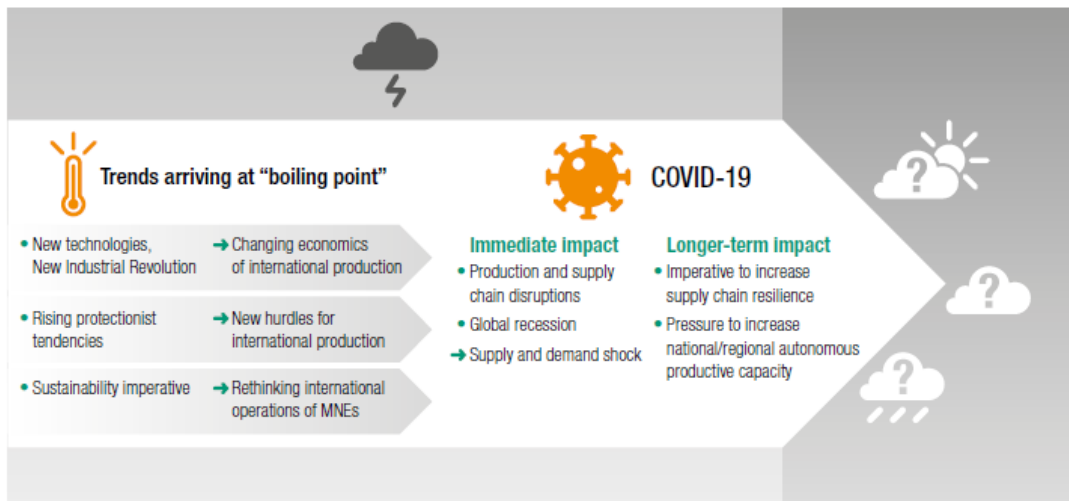 Trends arriving at “boiling point”
• New technologies,
New Industrial Revolution
➔ Changing economics
of international production
• Rising protectionist
tendencies
➔ New hurdles for
international production
• Sustainability imperative
➔ Rethinking international
operations of MNEs
COVID-19
Immediate impact
• Production and supply
chain disruptions
• Global recession
➔ Supply and demand shock
Longer-term impact
• Imperative to increase
supply chain resilience
• Pressure to increase
national/regional autonomous
productive capacity
?
?
?